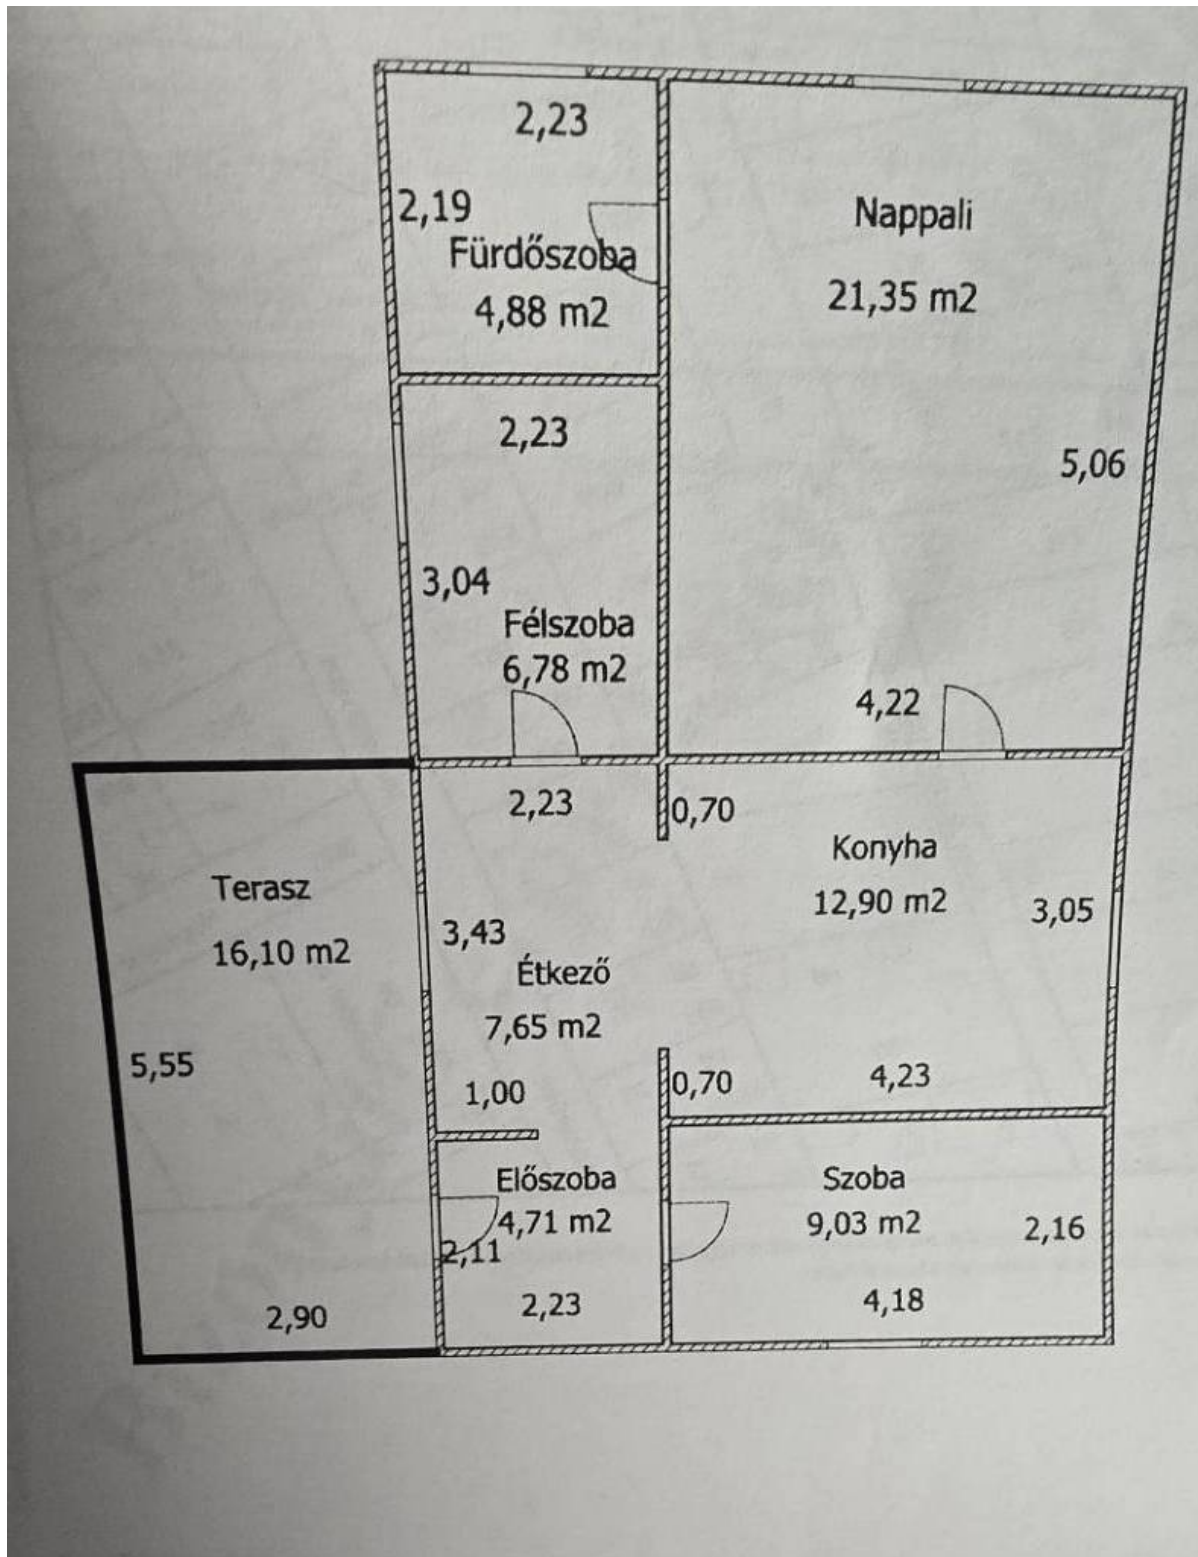 2,23
2,19
Fürdőszoba
4,88 m2
Nappali
21,35 m2
5,06
4,22
2,23
3,04
Félszoba
6,78 m2
Terasz
16,10 m2
5,55
2,90
2,23
0,70
3,43
Étkező
7,65 m2
1,00
0,70
Konyha
12,90 m2
3,05
4,23
Előszoba
4,71 m2
2,11
2,23
Szoba
9,03 m2
2,16
4,18